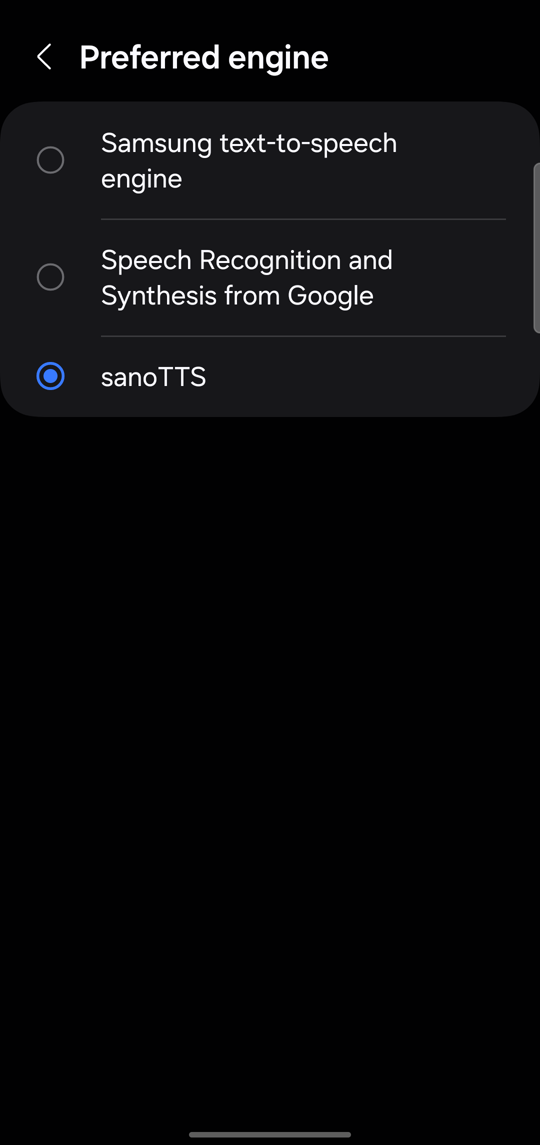 Preferred engine
Samsung text-to-speech
engine
Speech Recognition and
Synthesis from Google
sanoTTS